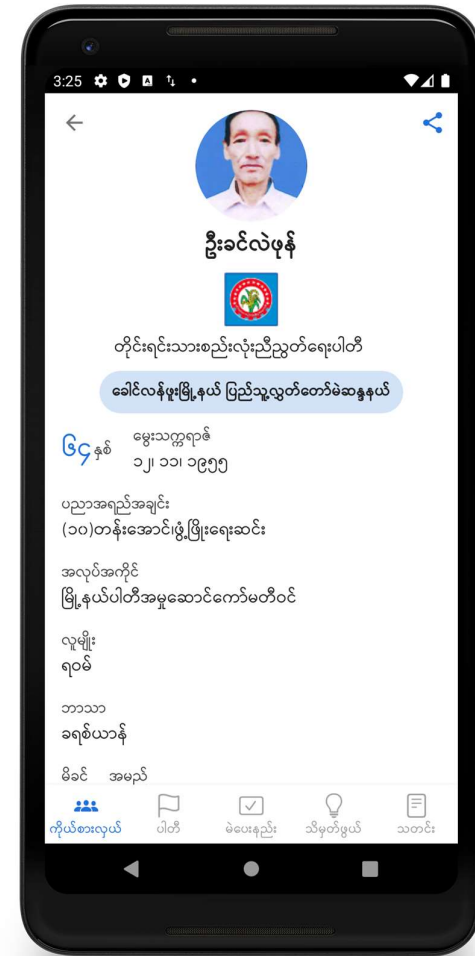 3:25
ဦးခင်လဲဖုန်
တိုင်းရင်းသားစည်းလုံးညီညွတ်ရေးပါတီ
ခေါင်လန်ဖူးမြို့နယ် ပြည်သူ့လွှတ်တော်မဲဆန္ဒနယ်
၆၄ နှစ် မွေးသက္ကရာဇ်
၁၂၊ ၁၁၊ ၁၉၅၅
ပညာအရည်အချင်း
(၁၀)တန်းအောင်၊ဖွံ့ဖြိုးရေးဆင်း
အလုပ်အကိုင်
မြို့နယ်ပါတီအမှုဆောင်ကော်မတီဝင်
လူမျိုး
ရဝမ်
ဘာသာ
ခရစ်ယာန်
မိခင် အမည်
ကိုယ်စားလှယ် ပါတီ မဲပေးနည်း သိမှတ်ဖွယ် သတင်း